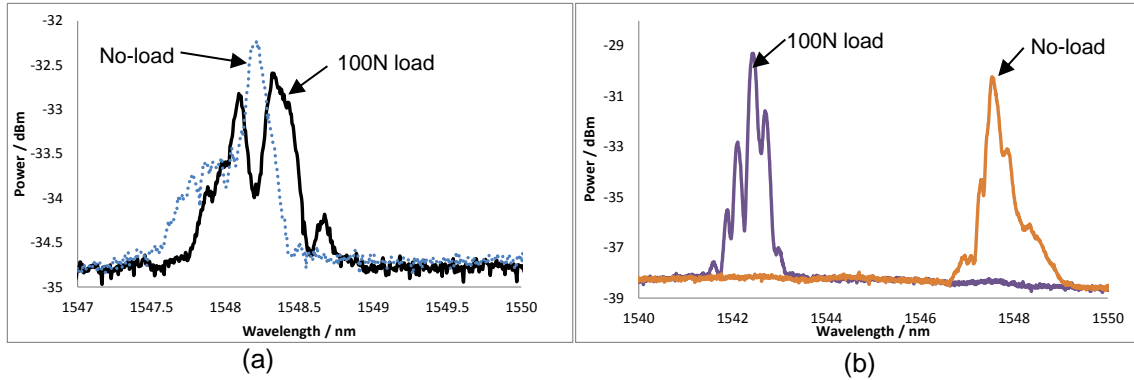 -32
-32.5
-33
-33.5
-34
-34.5
-35
Power / dBm
No-load
100N load
1547
1547.5
1548
1548.5
1549
1549.5
1550
Wavelength / nm
(a)
-29
-31
-33
-35
-37
-39
Power / dBm
100N load
No-load
1540
1542
1544
1546
1548
1550
Wavelength / nm
(b)